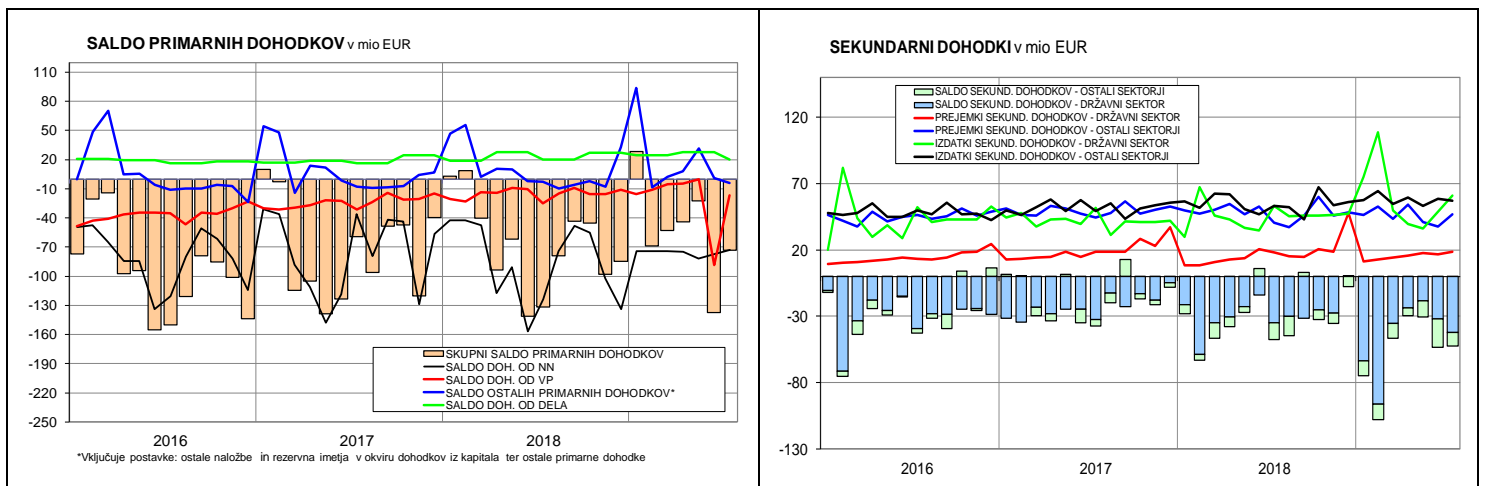 SALDO PRIMARNIH DOHODKOV v mio EUR
110
80
50
20
-10
-40
-70
-100
-130
-160
-190
-220
-250
SKUPNI SALDO PRIMARNIH DOHODKOV
SALDO DOH. OD NN
SALDO DOH. OD VP
SALDO OSTALIH PRIMARNIH DOHODKOV*
SALDO DOH. OD DELA
2016 2017 2018
*Vključuje postavke: ostale naložbe in rezervna imetja v okviru dohodkov iz kapitala ter ostale primarne dohodke
SEKUNDARNI DOHODKI v mio EUR
SALDO SEKUND. DOHODKOV - OSTALI SEKTORJI
SALDO SEKUND. DOHODKOV - DRŽAVNI SEKTOR
PREJEMKI SEKUND. DOHODKOV - DRŽAVNI SEKTOR
PREJEMKI SEKUND. DOHODKOV - OSTALI SEKTORJI
IZDATKI SEKUND. DOHODKOV - DRŽAVNI SEKTOR
IZDATKI SEKUND. DOHODKOV - OSTALI SEKTORJI
120
70
20
-30
-80
-130
2016 2017 2018